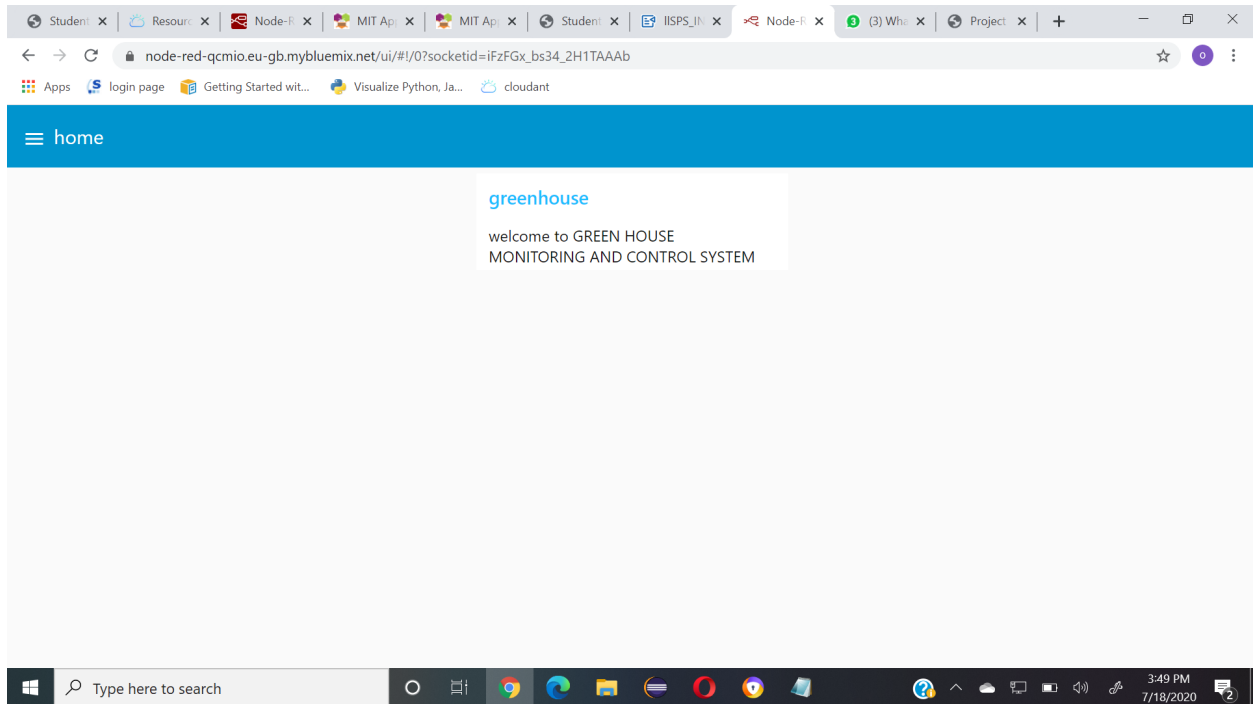 Student
Resourc
Node-R
MIT Ap
MIT Ap
Student
IISPS_IN
Node-R
(3) Wha
Project
node-red-qcmio.eu-gb.mybluemix.net/ui/#!/0?socketid=iFzFGx_bs34_2H1TAAAb
Apps
login page
Getting Started wit...
Visualize Python, Ja...
cloudant
home
greenhouse
welcome to GREEN HOUSE
MONITORING AND CONTROL SYSTEM
Type here to search
3:49 PM
7/18/2020
2